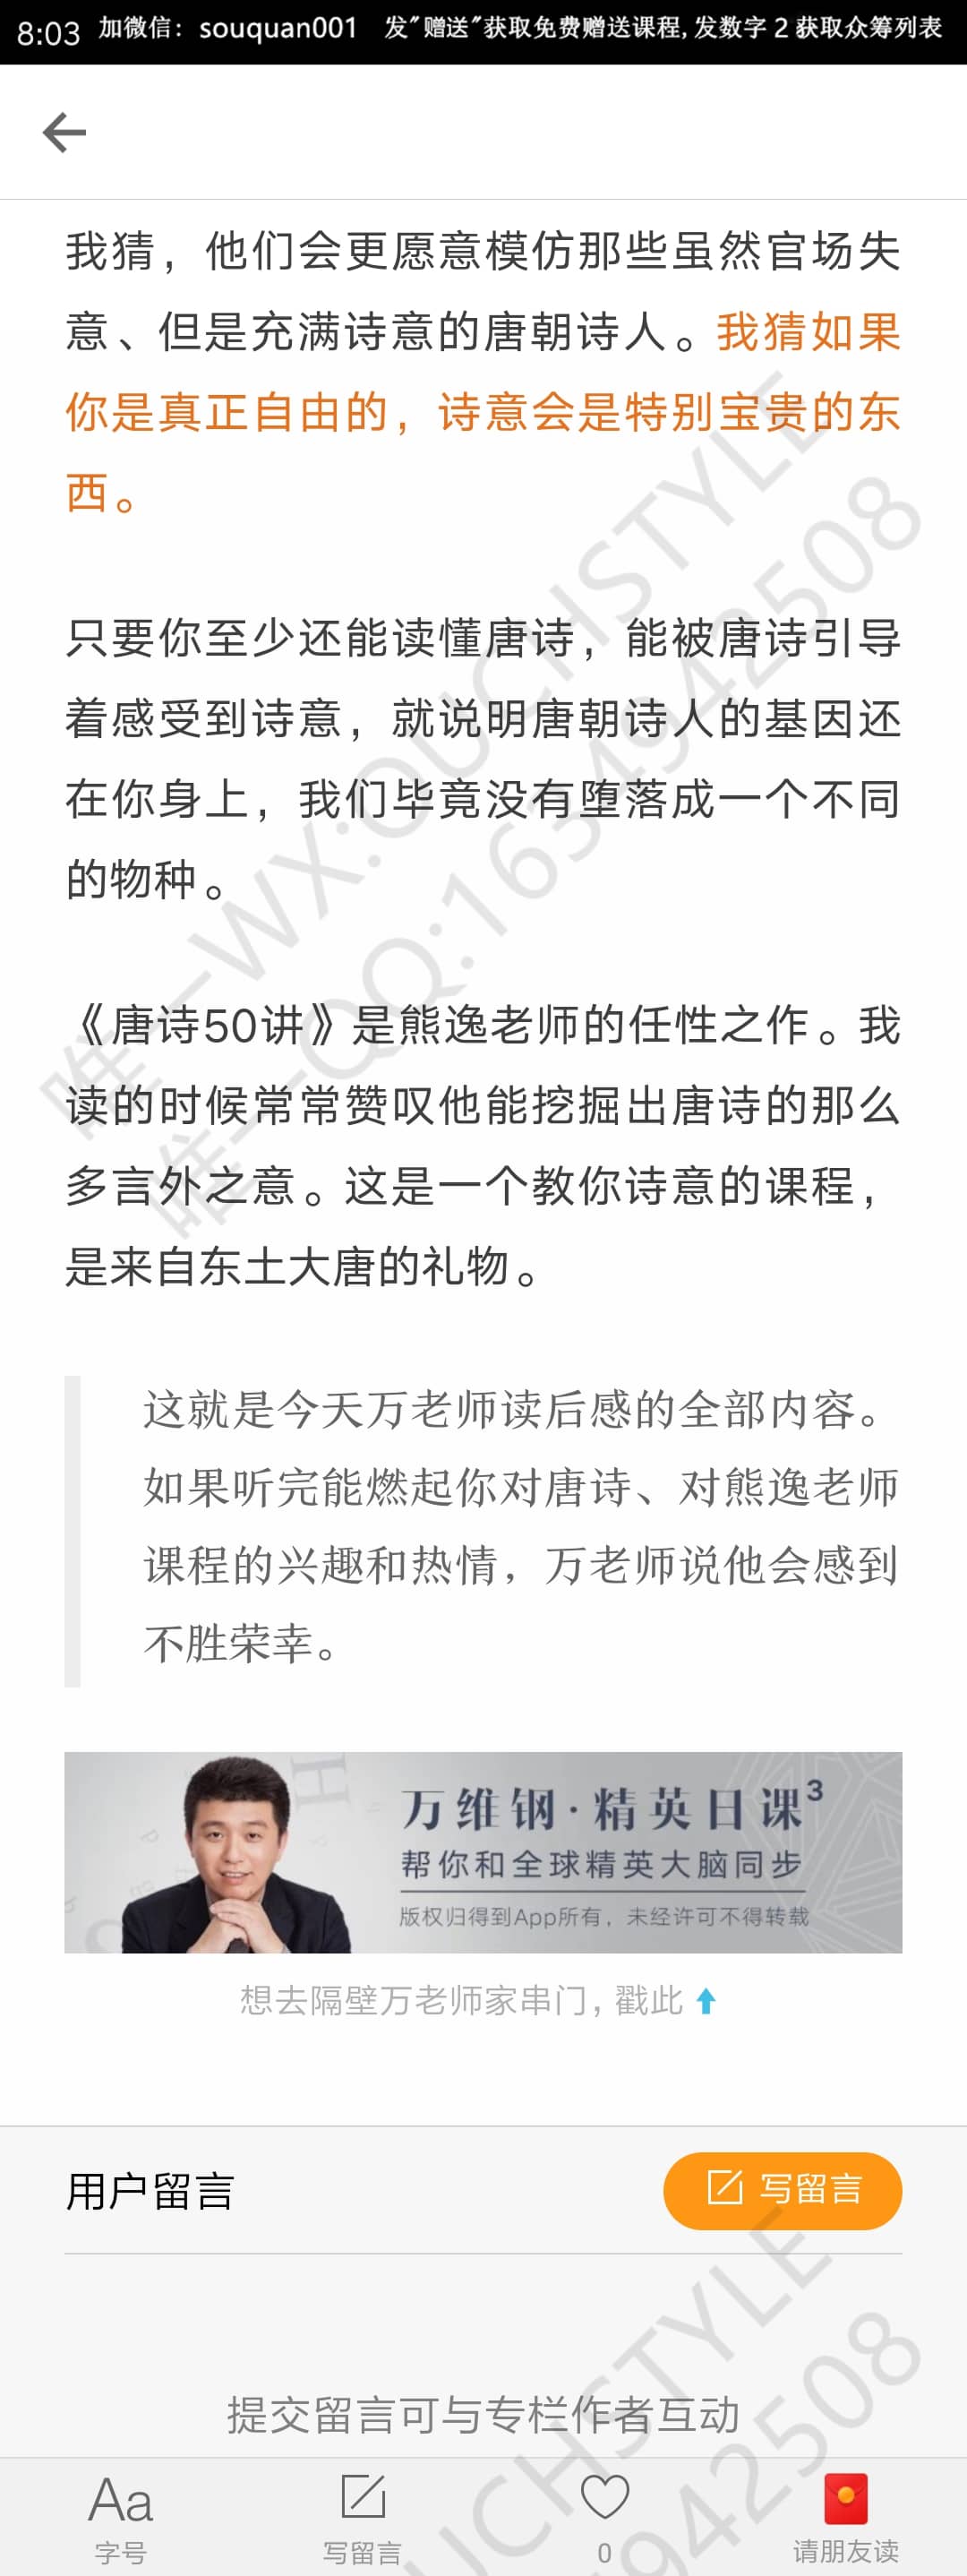 8:03 加微信：souquan001 发"赠送"获取免费赠送课程,发数字 2 获取众筹列表
我猜，他们会更愿意模仿那些虽然官场失
意、但是充满诗意的唐朝诗人。我猜如果
你是真正自由的，诗意会是特别宝贵的东
西。
只要你至少还能读懂唐诗，能被唐诗引导
着感受到诗意，就说明唐朝诗人的基因还
在你身上，我们毕竟没有堕落成一个不同
的物种。
《唐诗50讲》是熊逸老师的任性之作。我
读的时候常常赞叹他能挖掘出唐诗的那么
多言外之意。这是一个教你诗意的课程，
是来自东土大唐的礼物。
唯一WX:OUCHSTYLE
唯一QQ:1634942508
这就是今天万老师读后感的全部内容。
如果听完能燃起你对唐诗、对熊逸老师
课程的兴趣和热情，万老师说他会感到
不胜荣幸。
万维钢·精英日课3
帮你和全球精英大脑同步
版权归得到App所有，未经许可不得转载
想去隔壁万老师家串门，戳此
用户留言
写留言
提交留言可与专栏作者互动
UCHSTYLE
942508
Aa
字号
写留言
0
请朋友读